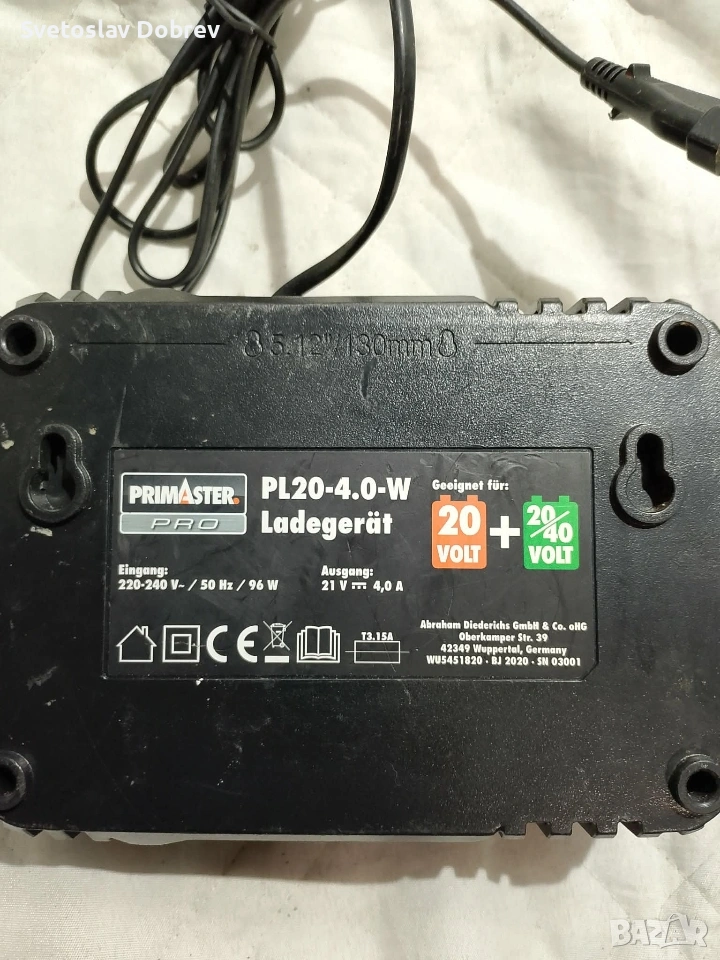 Svetoslav Dobrev
5.12"/130mm
PRIMASTER®
PRO
PL20-4.0-W
Ladegerät
Geeignet für:
20
VOLT
+
20/40
VOLT
Eingang:
220-240 V~ / 50 Hz / 96 W
Ausgang:
21 V ⎓ 4,0 A
CE
T3.15A
Abraham Diederichs GmbH & Co. oHG
Oberkamper Str. 39
42349 Wuppertal, Germany
WU5451820 · BJ 2020 · SN 03001
BAZAR